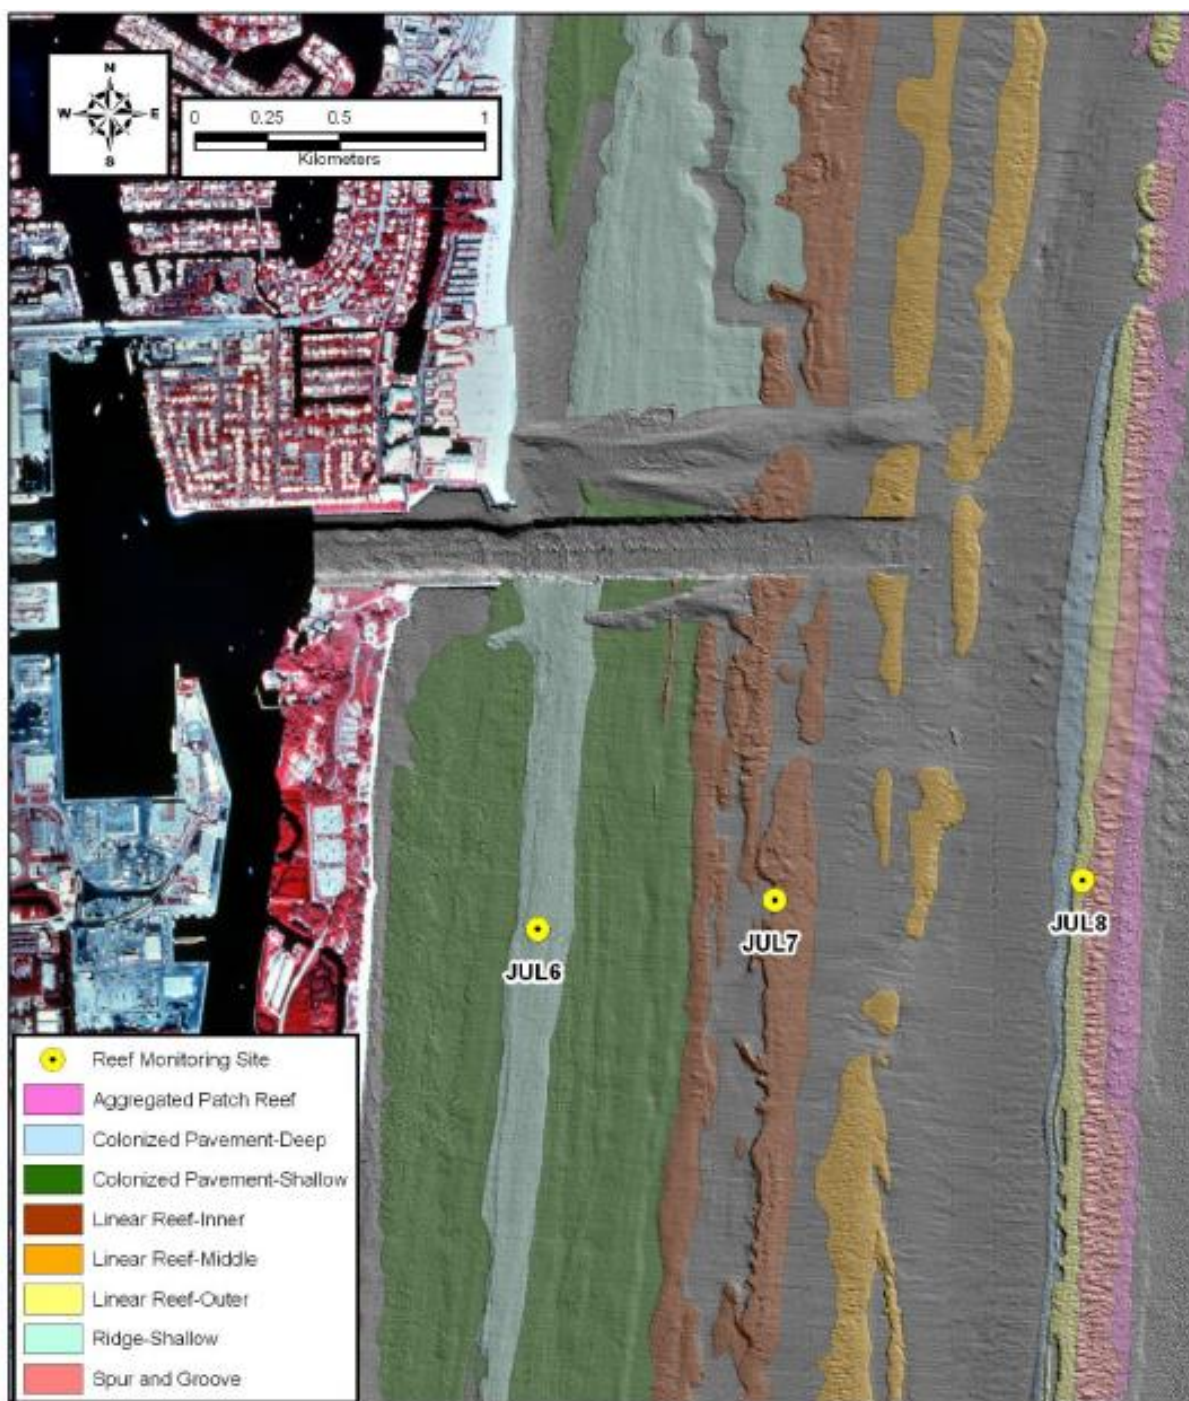 N
W E
S
0 0.25 0.5 1
Kilometers
JUL6
JUL7
JUL8
Reef Monitoring Site
Aggregated Patch Reef
Colonized Pavement-Deep
Colonized Pavement-Shallow
Linear Reef-Inner
Linear Reef-Middle
Linear Reef-Outer
Ridge-Shallow
Spur and Groove